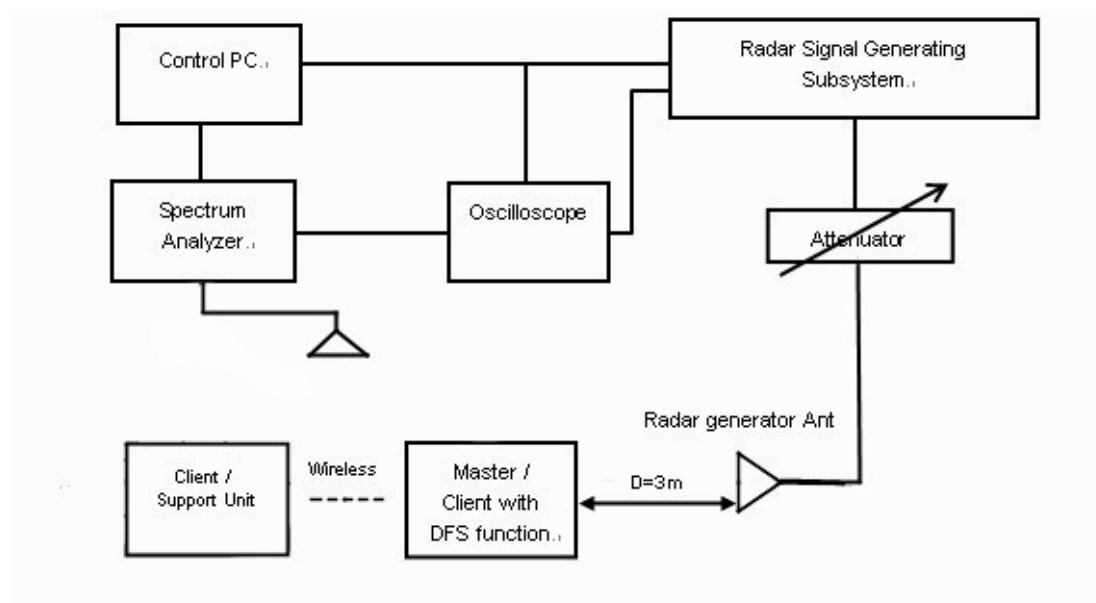 Control PC
Radar Signal Generating
Subsystem
Spectrum
Analyzer
Oscilloscope
Attenuator
Radar generator Ant
Client /
Support Unit
Wireless
Master /
Client with
DFS function
D=3m